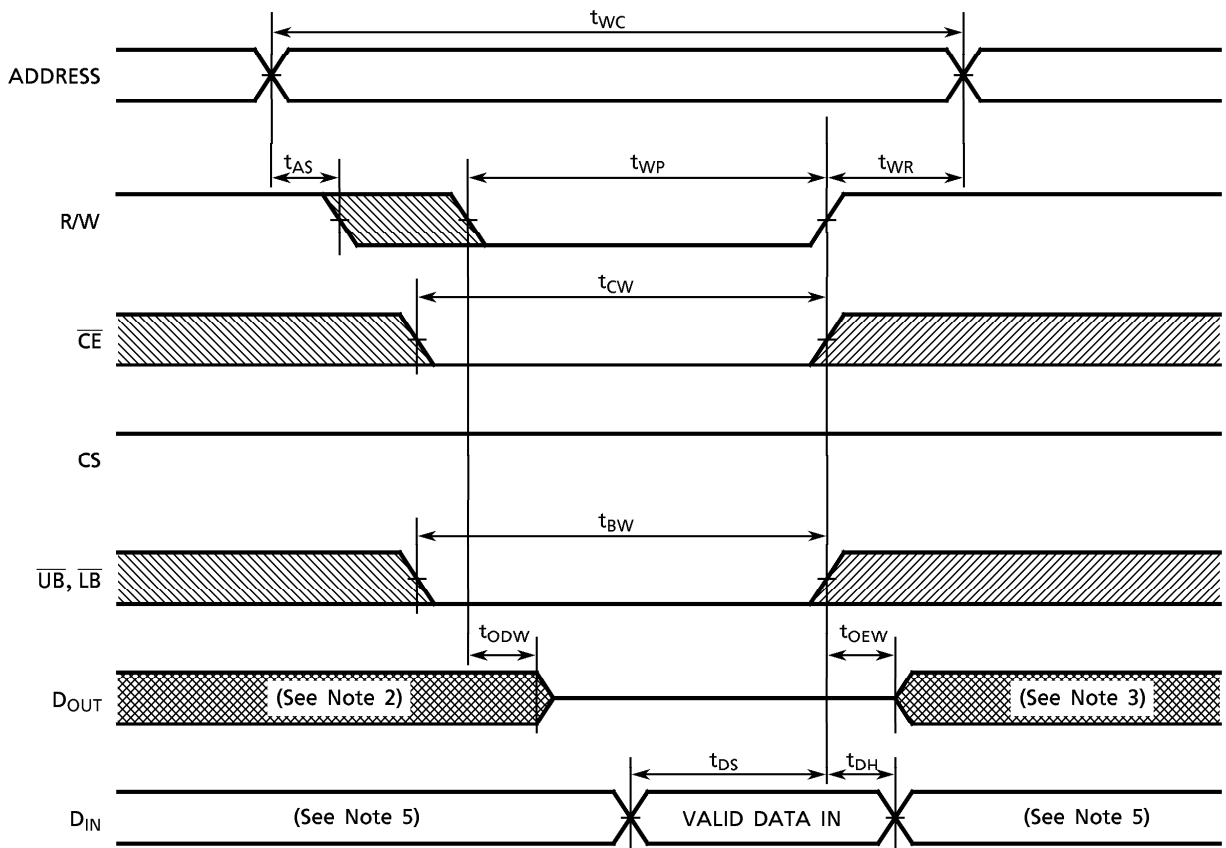 tWC
ADDRESS
tAS
tWP
tWR
R/W
tCW
CE
CS
tBW
UB, LB
tODW
tOEW
DOUT
(See Note 2)
(See Note 3)
tDS
tDH
DIN
(See Note 5)
VALID DATA IN
(See Note 5)